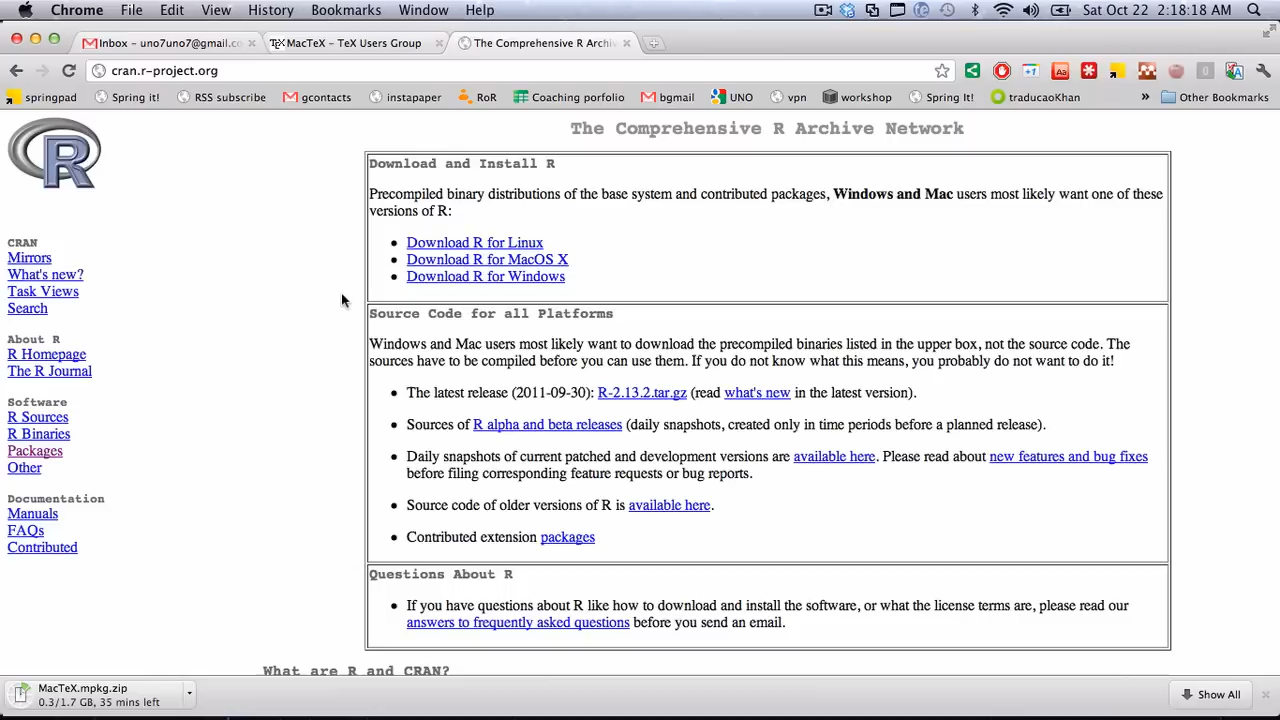 Chrome File Edit View History Bookmarks Window Help Sat Oct 22 2:18:18 AM
Inbox - uno7uno7@gmail.co
MacTeX - TeX Users Group
The Comprehensive R Archi
cran.r-project.org
springpad Spring it! RSS subscribe gcontacts instapaper RoR Coaching porfolio bgmail UNO vpn workshop Spring It! traducaoKhan » Other Bookmarks
R
The Comprehensive R Archive Network
CRAN
Mirrors
What's new?
Task Views
Search
About R
R Homepage
The R Journal
Software
R Sources
R Binaries
Packages
Other
Documentation
Manuals
FAQs
Contributed
Download and Install R
Precompiled binary distributions of the base system and contributed packages, Windows and Mac users most likely want one of these
versions of R:
• Download R for Linux
• Download R for MacOS X
• Download R for Windows
Source Code for all Platforms
Windows and Mac users most likely want to download the precompiled binaries listed in the upper box, not the source code. The
sources have to be compiled before you can use them. If you do not know what this means, you probably do not want to do it!
• The latest release (2011-09-30): R-2.13.2.tar.gz (read what's new in the latest version).
• Sources of R alpha and beta releases (daily snapshots, created only in time periods before a planned release).
• Daily snapshots of current patched and development versions are available here. Please read about new features and bug fixes
before filing corresponding feature requests or bug reports.
• Source code of older versions of R is available here.
• Contributed extension packages
Questions About R
• If you have questions about R like how to download and install the software, or what the license terms are, please read our
answers to frequently asked questions before you send an email.
What are R and CRAN?
MacTeX.mpkg.zip
0.3/1.7 GB, 35 mins left
Show All